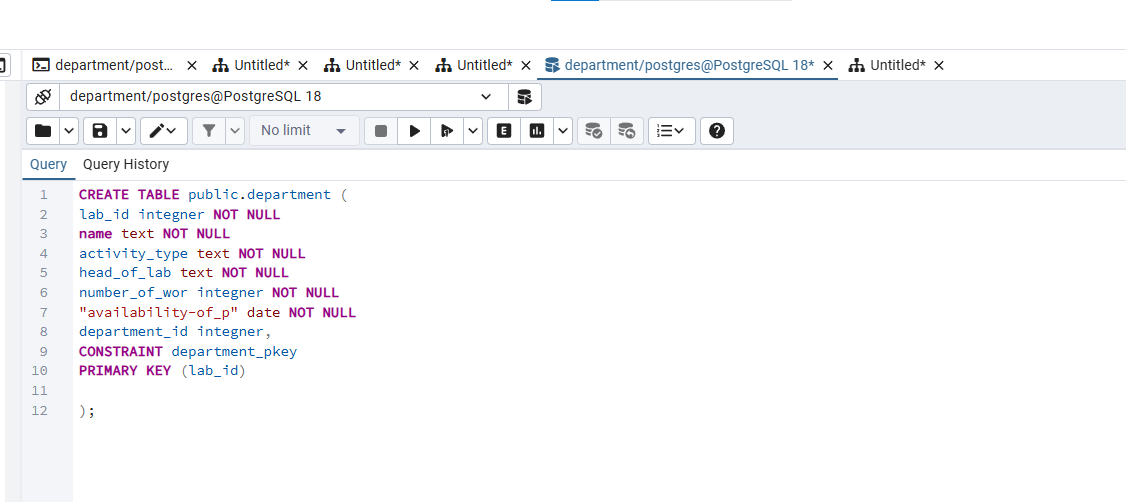 department/post... × Untitled* × Untitled* × Untitled* × department/postgres@PostgreSQL 18* × Untitled* ×
department/postgres@PostgreSQL 18
No limit E
Query Query History
1 CREATE TABLE public.department (
2 lab_id integner NOT NULL
3 name text NOT NULL
4 activity_type text NOT NULL
5 head_of_lab text NOT NULL
6 number_of_wor integner NOT NULL
7 "availability-of_p" date NOT NULL
8 department_id integner,
9 CONSTRAINT department_pkey
10 PRIMARY KEY (lab_id)
11
12 );